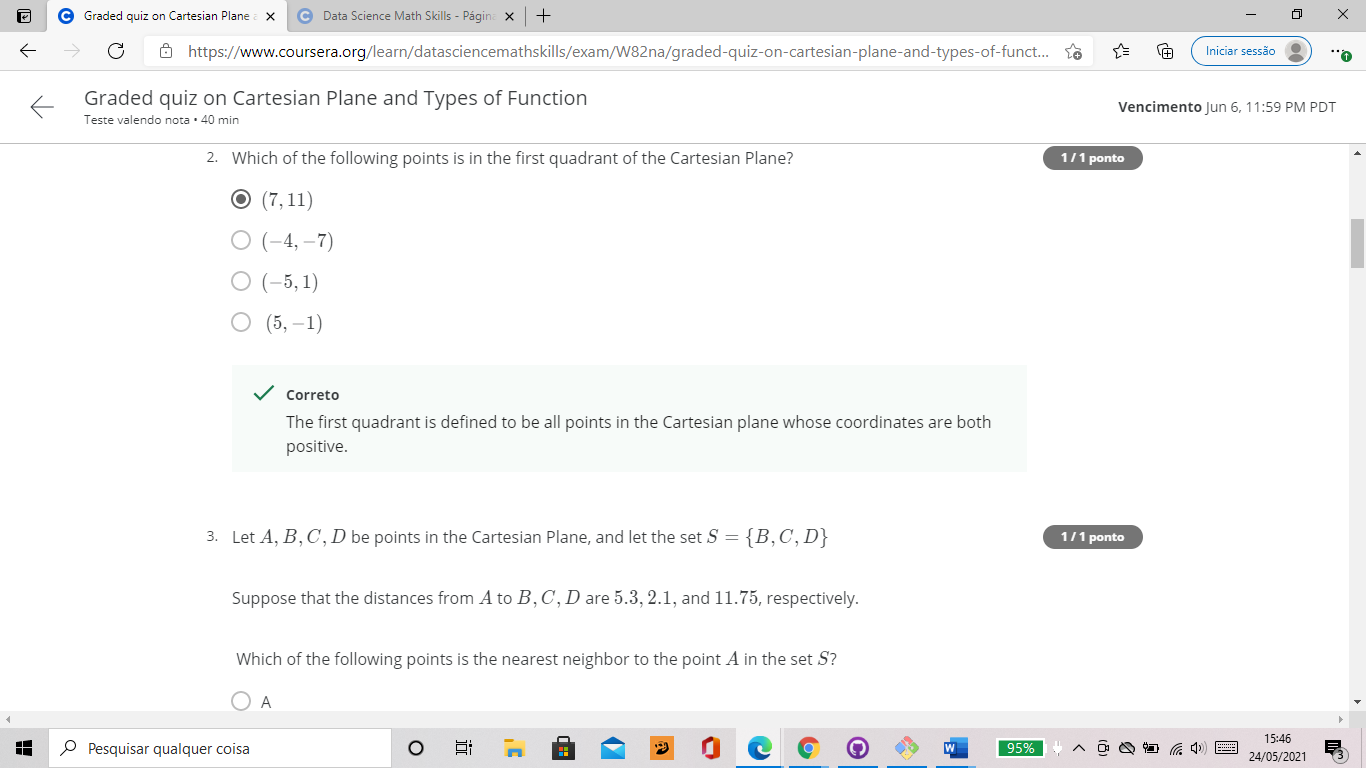 Graded quiz on Cartesian Plane a
Data Science Math Skills - Págin
https://www.coursera.org/learn/datasciencemathskills/exam/W82na/graded-quiz-on-cartesian-plane-and-types-of-funct...
Iniciar sessão
Graded quiz on Cartesian Plane and Types of Function
Teste valendo nota • 40 min
Vencimento Jun 6, 11:59 PM PDT
2. Which of the following points is in the first quadrant of the Cartesian Plane?
1 / 1 ponto
(7, 11)
(−4, −7)
(−5, 1)
(5, −1)
Correto
The first quadrant is defined to be all points in the Cartesian plane whose coordinates are both
positive.
3. Let A, B, C, D be points in the Cartesian Plane, and let the set S = {B, C, D}
1 / 1 ponto
Suppose that the distances from A to B, C, D are 5.3, 2.1, and 11.75, respectively.
Which of the following points is the nearest neighbor to the point A in the set S?
A
Pesquisar qualquer coisa
95%
15:46
24/05/2021
3